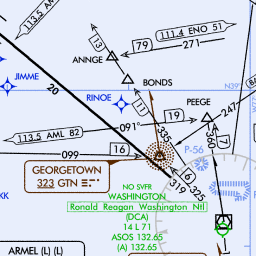 113.5 AM
111.4 ENO 51
79
271
13
ANNGE
JIMME
20
BONDS
RINOE
N39
PEEGE
19
247
113.5 AML 82
091°
335
360
7
P-56
099
16
16
GEORGETOWN
323 GTN
319
325
NO SVFR
WASHINGTON
Ronald Reagan Washington Ntl
(DCA)
14 L 71
ASOS 132.65
(A) 132.65
KK
ARMEL (L) (L)